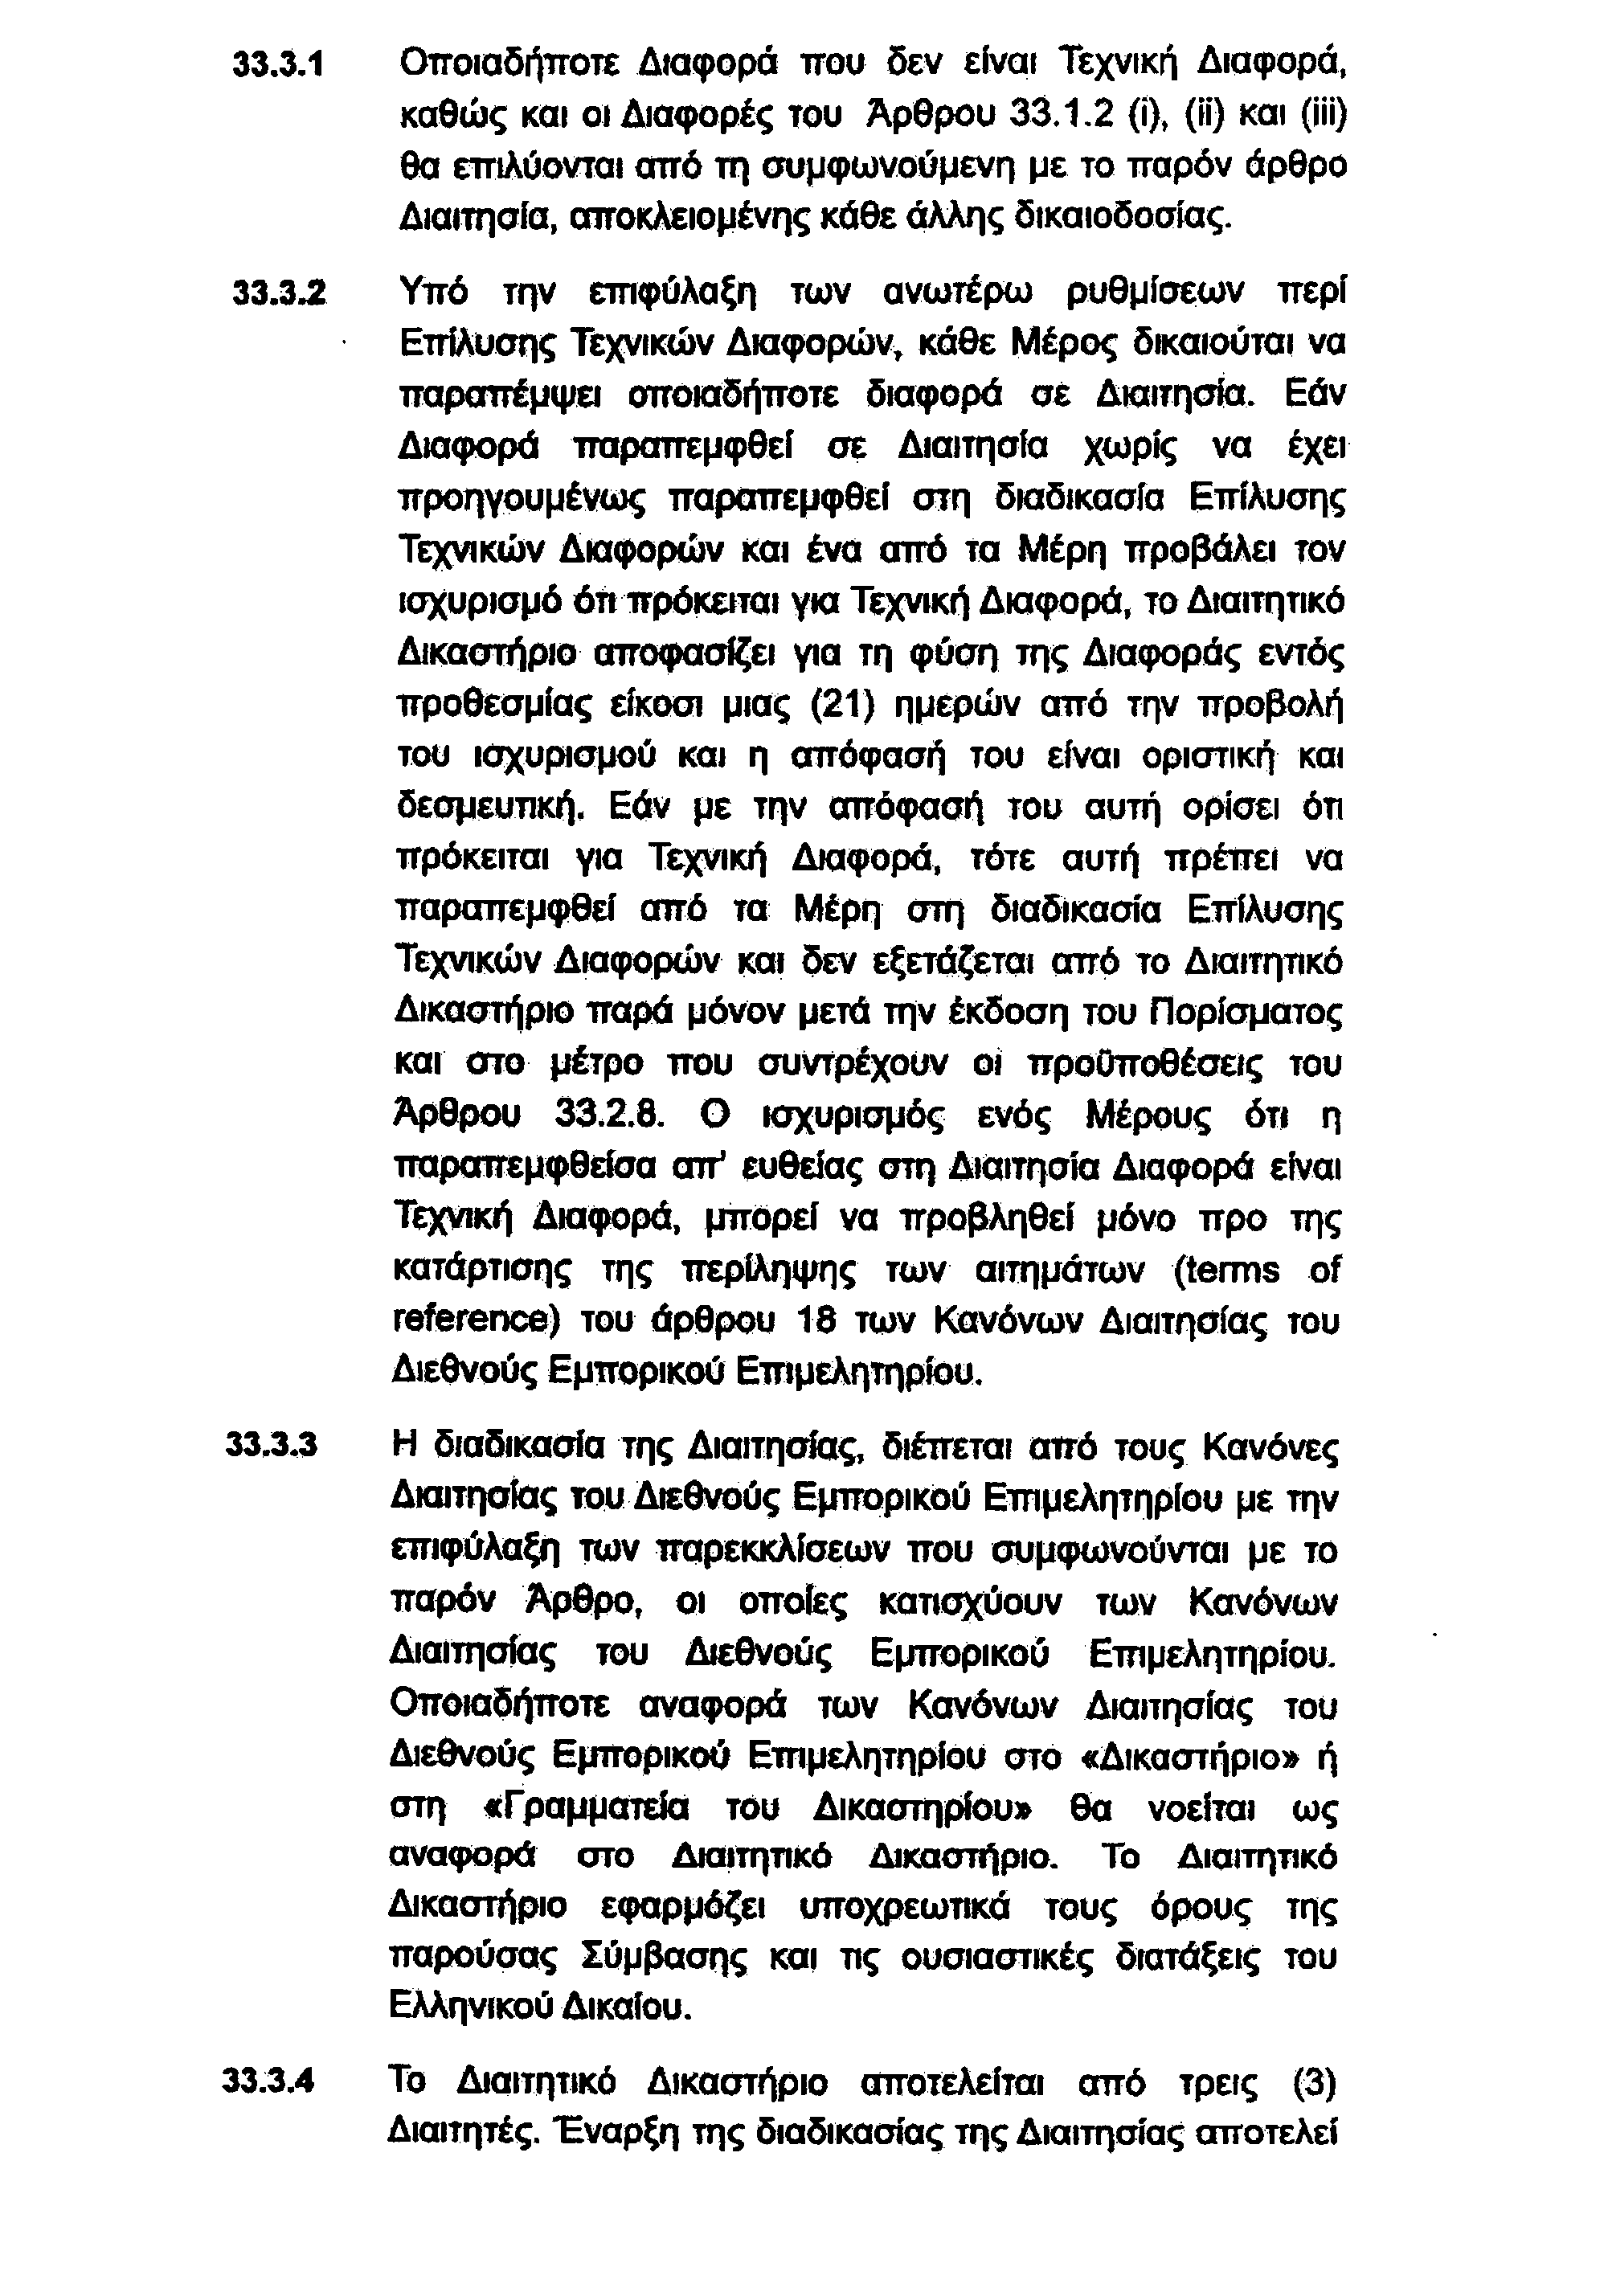 33.3.1 Οποιαδήποτε Διαφορά που δεν είναι Τεχνική Διαφορά,
καθώς και οι Διαφορές του Άρθρου 33.1.2 (i), (ii) και (iii)
θα επιλύονται από τη συμφωνούμενη με το παρόν άρθρο
Διαιτησία, αποκλειομένης κάθε άλλης δικαιοδοσίας.
33.3.2 Υπό την επιφύλαξη των ανωτέρω ρυθμίσεων περί
Επίλυσης Τεχνικών Διαφορών, κάθε Μέρος δικαιούται να
παραπέμψει οποιαδήποτε διαφορά σε Διαιτησία. Εάν
Διαφορά παραπεμφθεί σε Διαιτησία χωρίς να έχει
προηγουμένως παραπεμφθεί στη διαδικασία Επίλυσης
Τεχνικών Διαφορών και ένα από τα Μέρη προβάλει τον
ισχυρισμό ότι πρόκειται για Τεχνική Διαφορά, το Διαιτητικό
Δικαστήριο αποφασίζει για τη φύση της Διαφοράς εντός
προθεσμίας είκοσι μιας (21) ημερών από την προβολή
του ισχυρισμού και η απόφασή του είναι οριστική και
δεσμευτική. Εάν με την απόφασή του αυτή ορίσει ότι
πρόκειται για Τεχνική Διαφορά, τότε αυτή πρέπει να
παραπεμφθεί από τα Μέρη στη διαδικασία Επίλυσης
Τεχνικών Διαφορών και δεν εξετάζεται από το Διαιτητικό
Δικαστήριο παρά μόνον μετά την έκδοση του Πορίσματος
και στο μέτρο που συντρέχουν οι προϋποθέσεις του
Άρθρου 33.2.8. Ο ισχυρισμός ενός Μέρους ότι η
παραπεμφθείσα απ' ευθείας στη Διαιτησία Διαφορά είναι
Τεχνική Διαφορά, μπορεί να προβληθεί μόνο προ της
κατάρτισης της περίληψης των αιτημάτων (terms of
reference) του άρθρου 18 των Κανόνων Διαιτησίας του
Διεθνούς Εμπορικού Επιμελητηρίου.
33.3.3 Η διαδικασία της Διαιτησίας, διέπεται από τους Κανόνες
Διαιτησίας του Διεθνούς Εμπορικού Επιμελητηρίου με την
επιφύλαξη των παρεκκλίσεων που συμφωνούνται με το
παρόν Άρθρο, οι οποίες κατισχύουν των Κανόνων
Διαιτησίας του Διεθνούς Εμπορικού Επιμελητηρίου.
Οποιαδήποτε αναφορά των Κανόνων Διαιτησίας του
Διεθνούς Εμπορικού Επιμελητηρίου στο «Δικαστήριο» ή
στη «Γραμματεία του Δικαστηρίου» θα νοείται ως
αναφορά στο Διαιτητικό Δικαστήριο. Το Διαιτητικό
Δικαστήριο εφαρμόζει υποχρεωτικά τους όρους της
παρούσας Σύμβασης και τις ουσιαστικές διατάξεις του
Ελληνικού Δικαίου.
33.3.4 Το Διαιτητικό Δικαστήριο αποτελείται από τρεις (3)
Διαιτητές. Έναρξη της διαδικασίας της Διαιτησίας αποτελεί